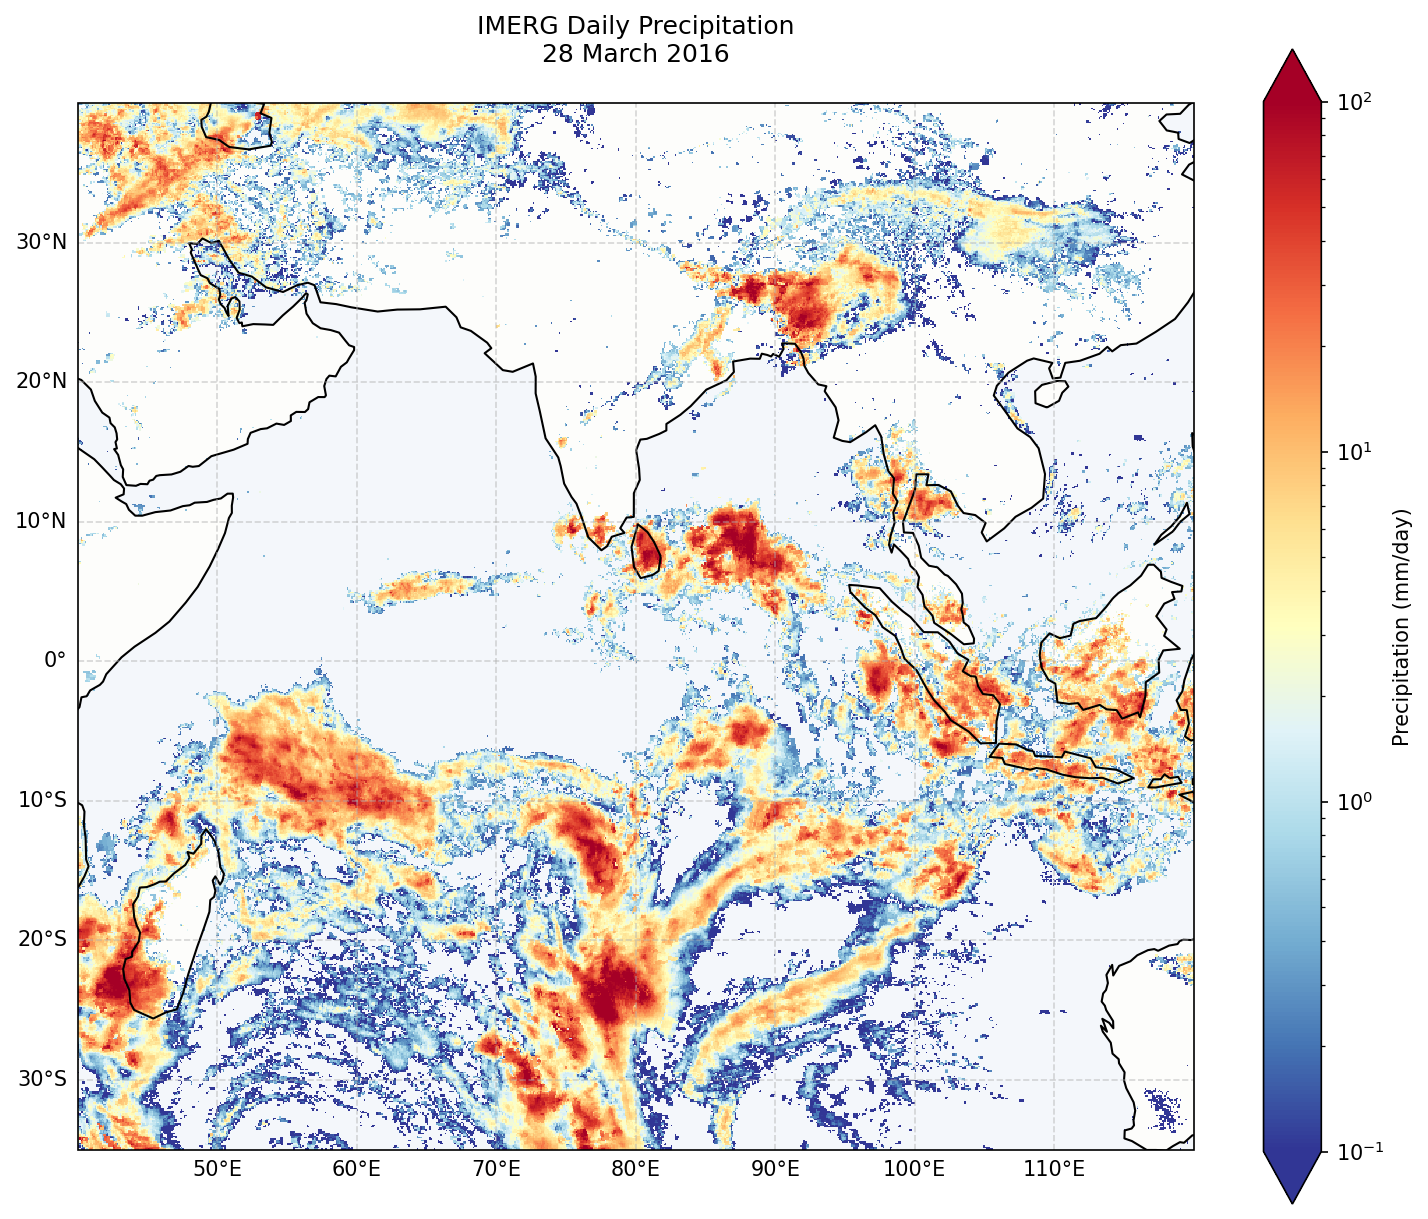 IMERG Daily Precipitation
28 March 2016
30°N
20°N
10°N
0°
10°S
20°S
30°S
50°E 60°E 70°E 80°E 90°E 100°E 110°E
10²
10¹
10⁰
10⁻¹
Precipitation (mm/day)